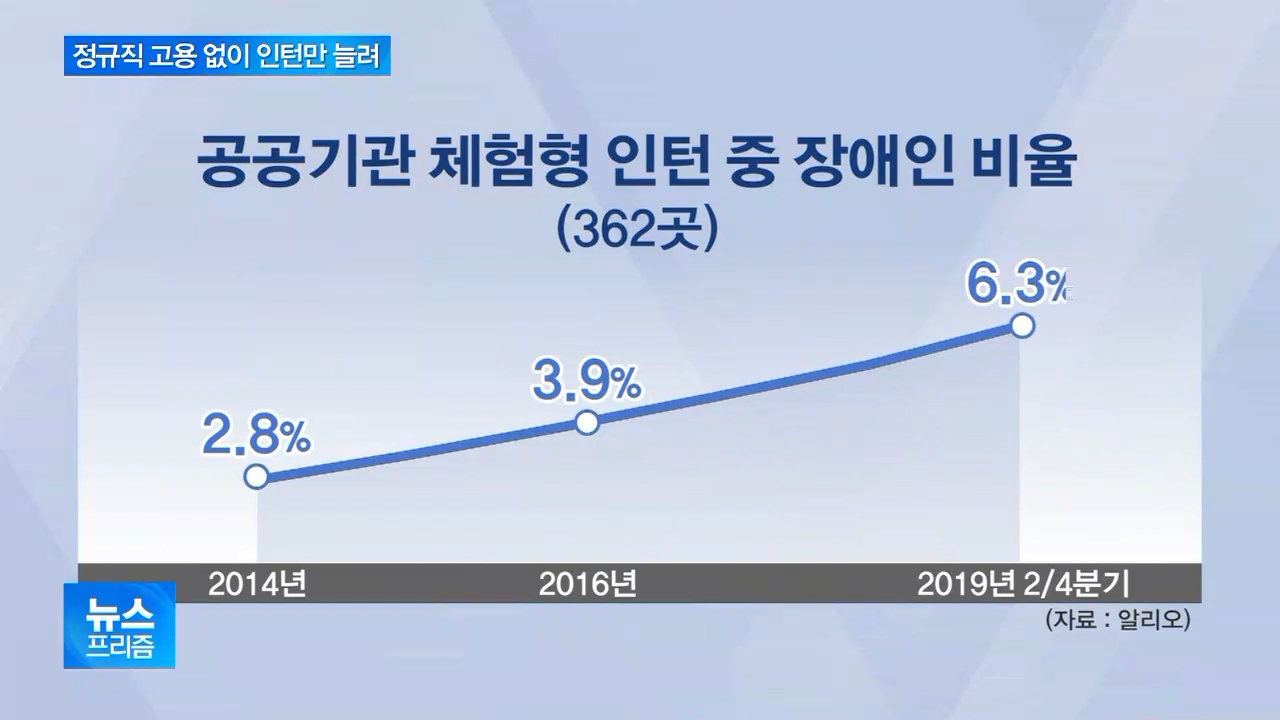 정규직 고용 없이 인턴만 늘려
공공기관 체험형 인턴 중 장애인 비율
(362곳)
6.3%
3.9%
2.8%
2014년 2016년 2019년 2/4분기
(자료 : 알리오)
뉴스
프리즘